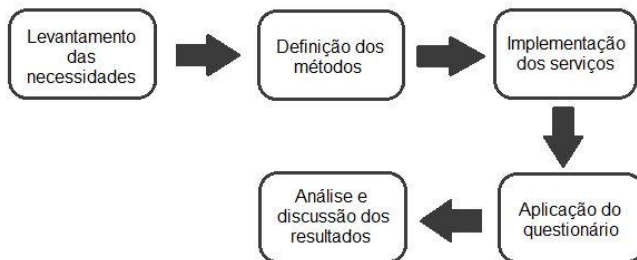 Levantamento
das
necessidades
Definição dos
métodos
Implementação
dos serviços
Aplicação do
questionário
Análise e
discussão dos
resultados